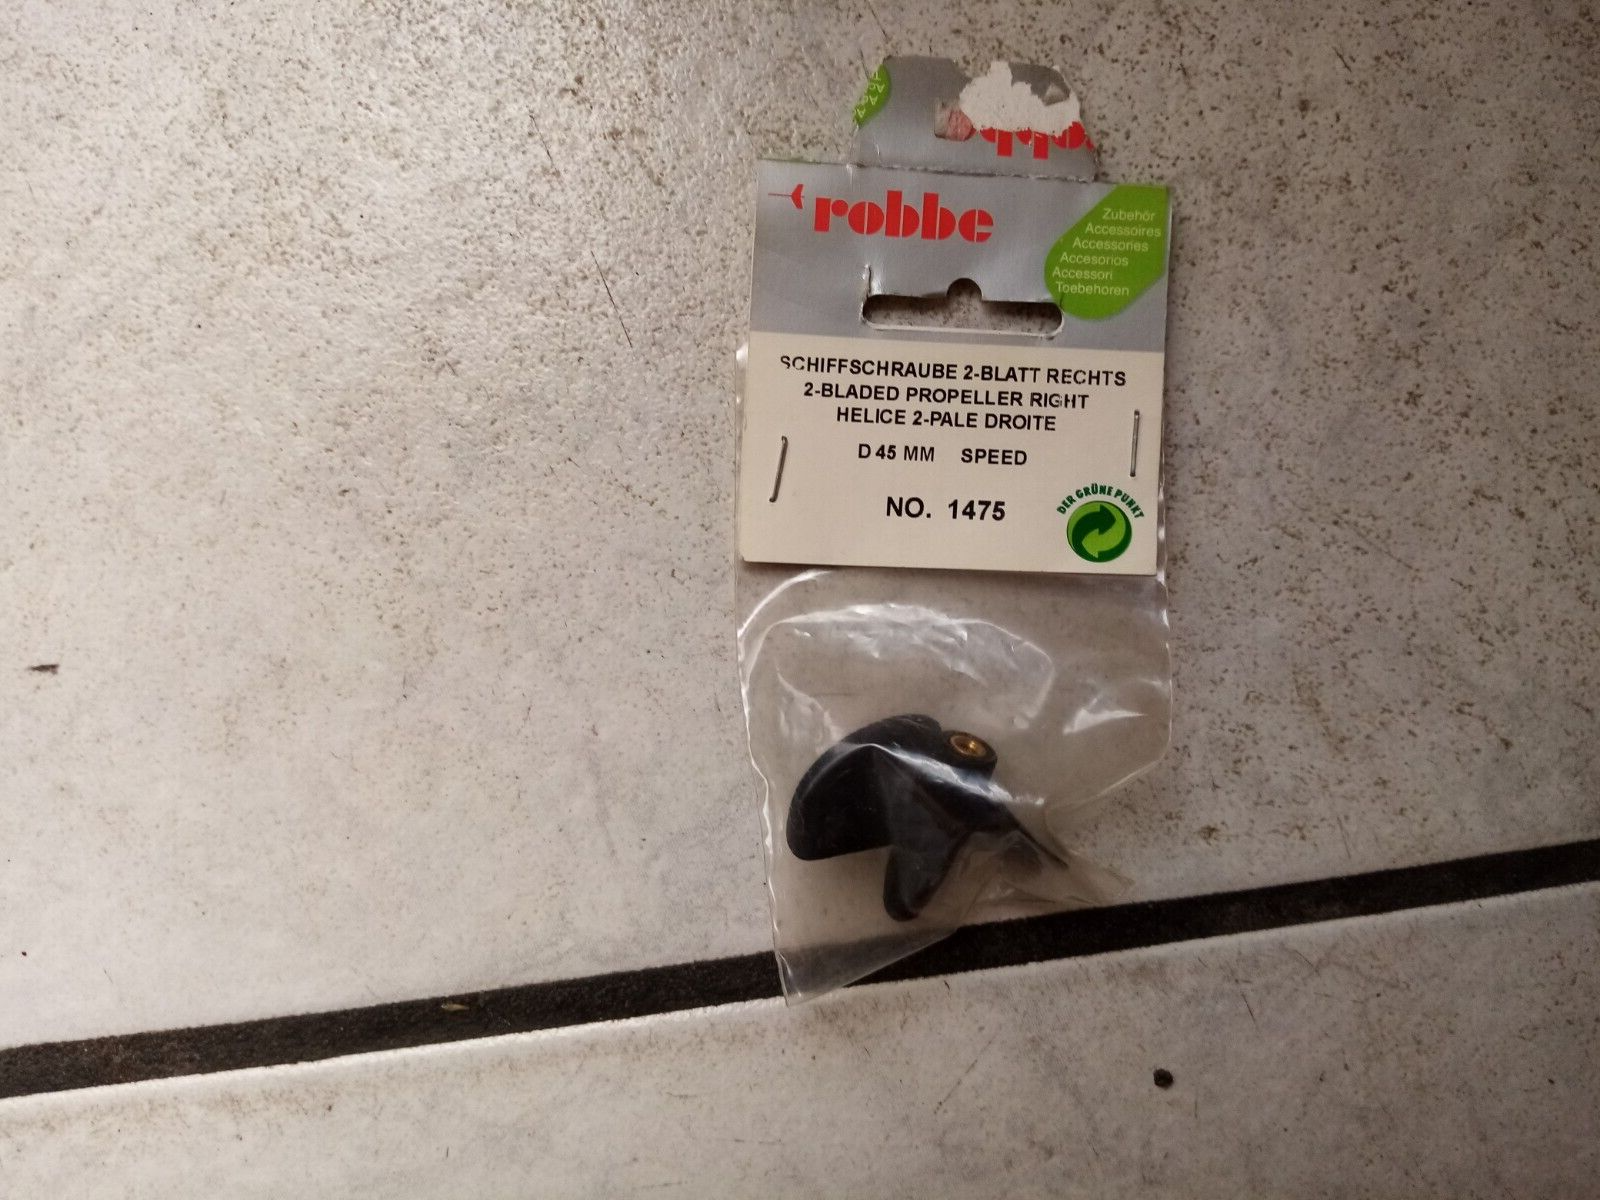 robbe
Zubehör
Accessoires
Accessories
Accesorios
Accessori
Toebehoren
SCHIFFSCHRAUBE 2-BLATT RECHTS
2-BLADED PROPELLER RIGHT
HELICE 2-PALE DROITE
D 45 MM SPEED
NO. 1475
DER GRÜNE PUNKT